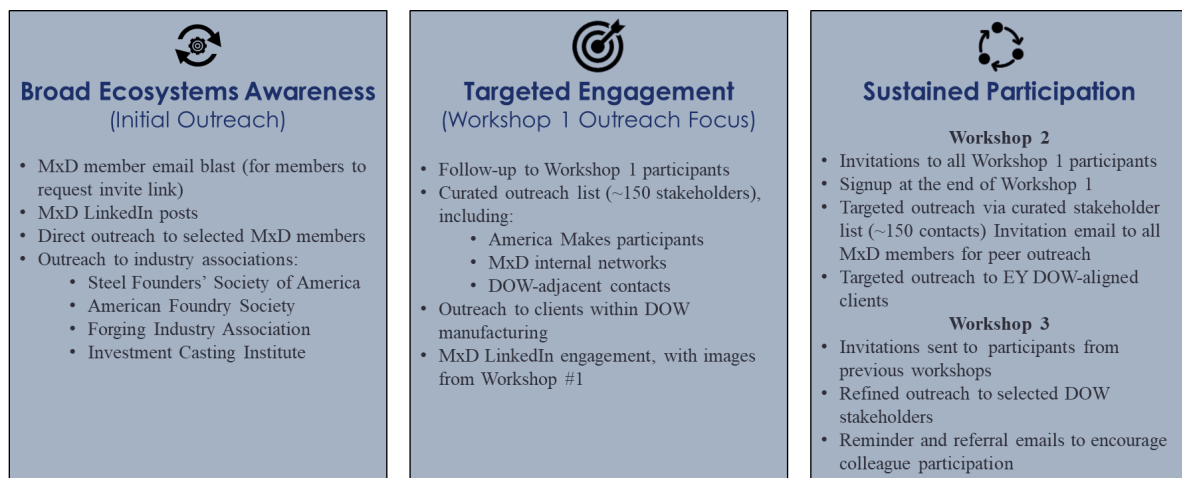 Broad Ecosystems Awareness
(Initial Outreach)
• MxD member email blast (for members to
request invite link)
• MxD LinkedIn posts
• Direct outreach to selected MxD members
• Outreach to industry associations:
• Steel Founders' Society of America
• American Foundry Society
• Forging Industry Association
• Investment Casting Institute
Targeted Engagement
(Workshop 1 Outreach Focus)
• Follow-up to Workshop 1 participants
• Curated outreach list (~150 stakeholders),
including:
• America Makes participants
• MxD internal networks
• DOW-adjacent contacts
• Outreach to clients within DOW
manufacturing
• MxD LinkedIn engagement, with images
from Workshop #1
Sustained Participation
Workshop 2
• Invitations to all Workshop 1 participants
• Signup at the end of Workshop 1
• Targeted outreach via curated stakeholder
list (~150 contacts) Invitation email to all
MxD members for peer outreach
• Targeted outreach to EY DOW-aligned
clients
Workshop 3
• Invitations sent to participants from
previous workshops
• Refined outreach to selected DOW
stakeholders
• Reminder and referral emails to encourage
colleague participation